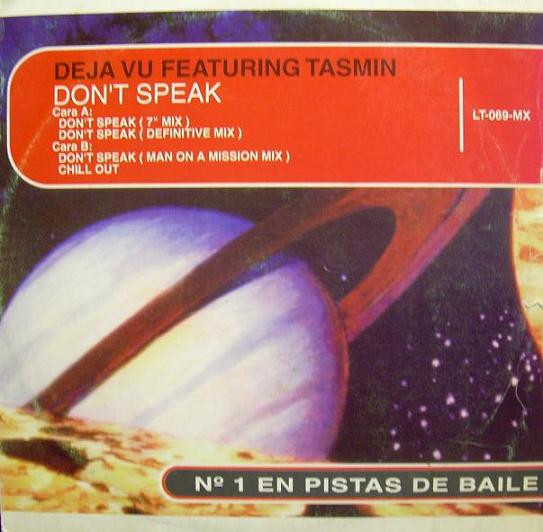 DEJA VU FEATURING TASMIN
DON'T SPEAK
Cara A:
DON'T SPEAK ( 7" MIX )
DON'T SPEAK ( DEFINITIVE MIX )
Cara B:
DON'T SPEAK ( MAN ON A MISSION MIX )
CHILL OUT
LT-069-MX
Nº 1 EN PISTAS DE BAILE